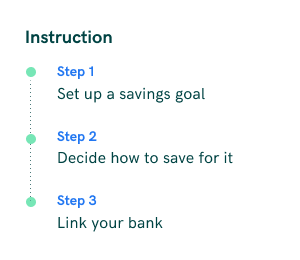 Instruction
Step 1
Set up a savings goal
Step 2
Decide how to save for it
Step 3
Link your bank